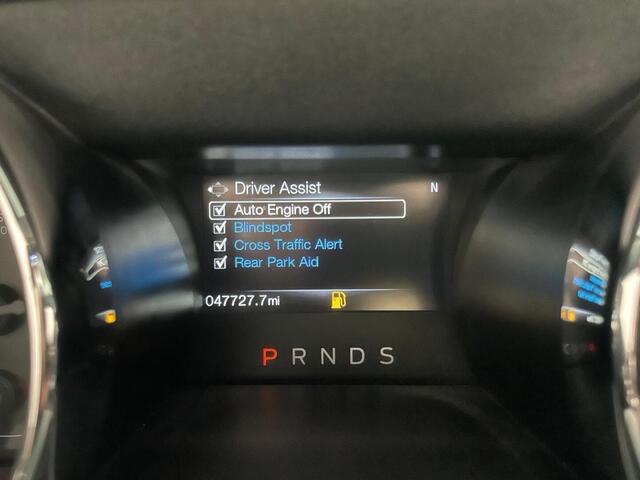 Driver Assist N
Auto Engine Off
Blindspot
Cross Traffic Alert
Rear Park Aid
047727.7mi
P R N D S